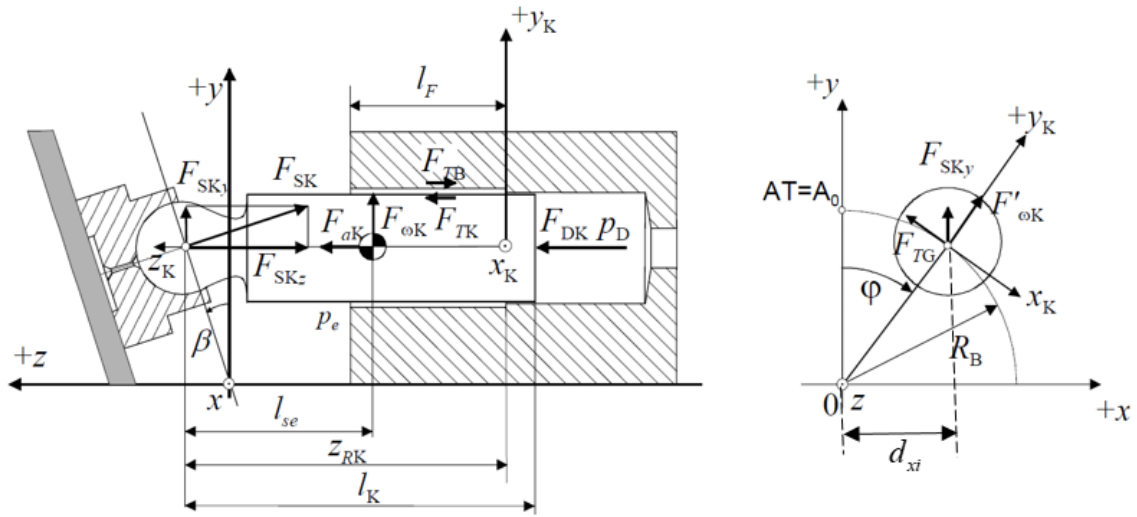 +y_K
+y
l_F
F_SKy
F_SK
F_TB
F_aK
F_ωK
F_TK
F_DK p_D
z_K
F_SKz
x_K
p_e
β
+z
x
l_se
z_RK
l_K
+y
+y_K
F_SKy
AT=A_0
F'_ωK
F_TG
φ
x_K
R_B
0 z
+x
d_xi